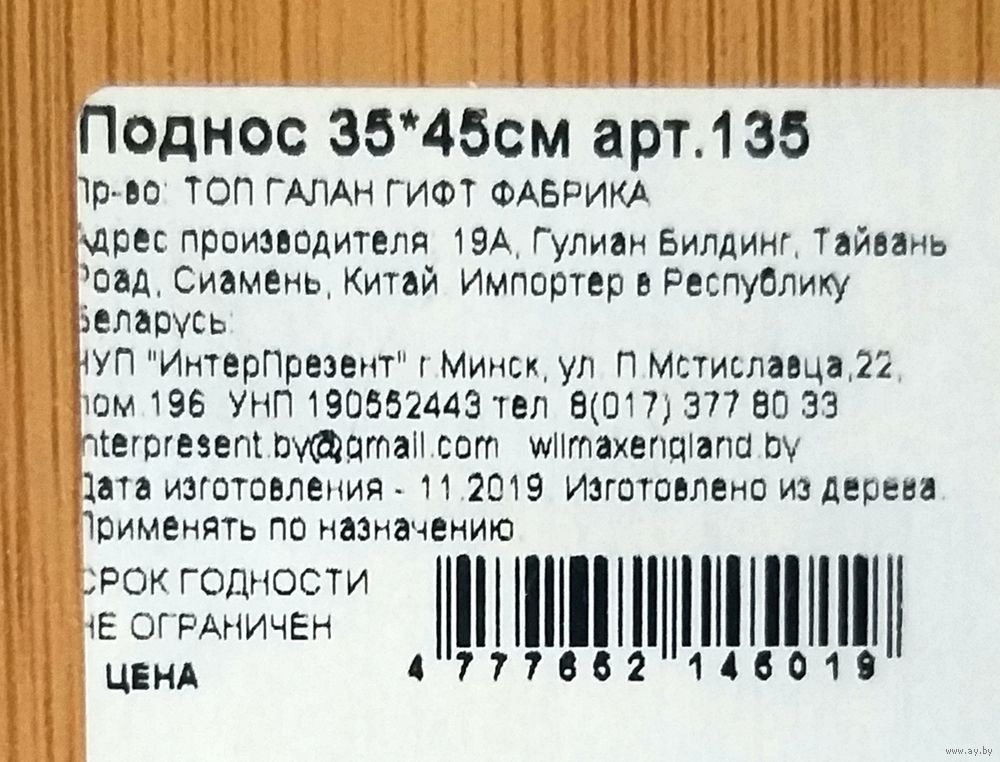 Поднос 35*45см арт.135
Пр-во: ТОП ГАЛАН ГИФТ ФАБРИКА
Адрес производителя: 19А, Гулиан Билдинг, Тайвань
Роад, Сиамень, Китай. Импортер в Республику
Беларусь:
ЧУП "ИнтерПрезент" г.Минск, ул. П.Мстиславца,22,
пом.196 УНП 190552443 тел. 8(017) 377 80 33
interpresent.by@gmail.com wilmaxengland.by
Дата изготовления - 11.2019. Изготовлено из дерева.
Применять по назначению.
СРОК ГОДНОСТИ
НЕ ОГРАНИЧЕН
ЦЕНА
www.ay.by